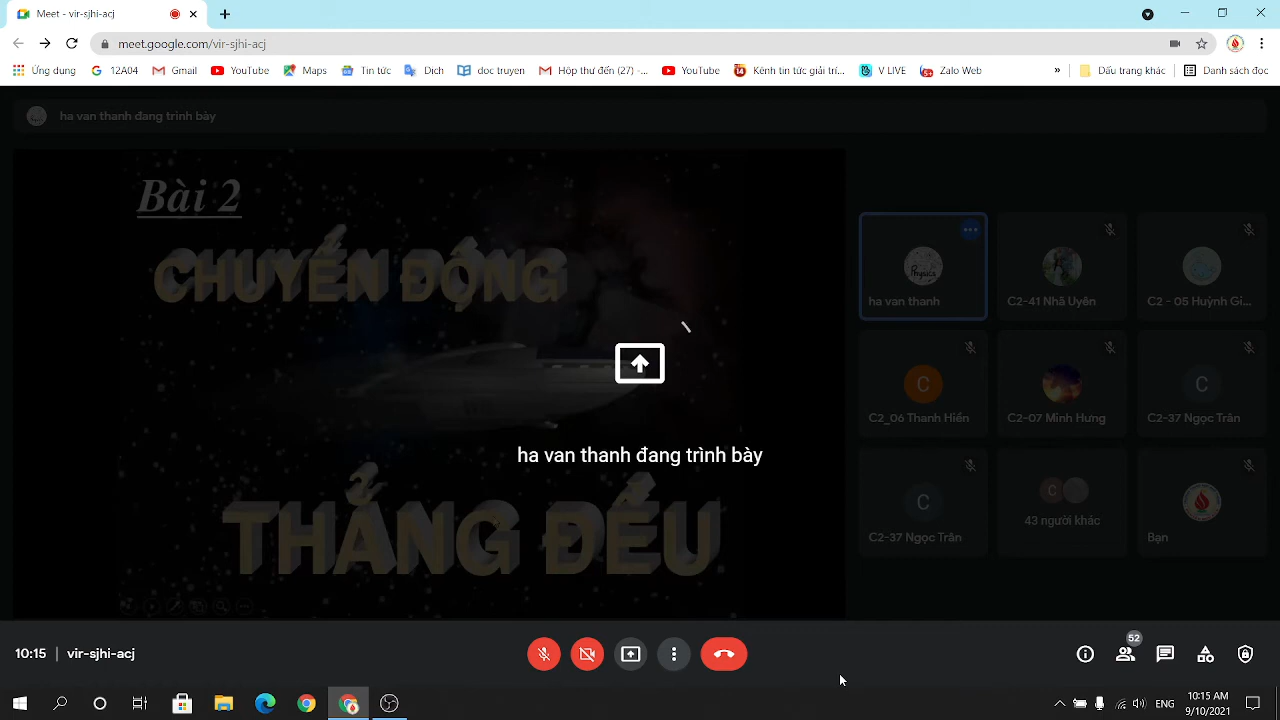 Meet - vir-sjhi-acj
meet.google.com/vir-sjhi-acj
Ứng dụng
12A04
Gmail
YouTube
Maps
Tin tức
Dịch
doc truyen
Hộp thư đến (27) -...
YouTube
Kênh tin tức giải trí...
V LIVE
Zalo Web
»
Dấu trang khác
Danh sách đọc
ha van thanh đang trình bày
Bài 2
CHUYỂN ĐỘNG
THẲNG ĐỀU
ha van thanh đang trình bày
Physics
ha van thanh
C2-41 Nhã Uyên
C2 - 05 Huỳnh Gi...
C
C2_06 Thanh Hiền
C2-07 Minh Hưng
C
C2-37 Ngọc Trân
C
C2-37 Ngọc Trân
C
43 người khác
Bạn
10:15 | vir-sjhi-acj
52
ENG
10:15 AM
9/10/2021